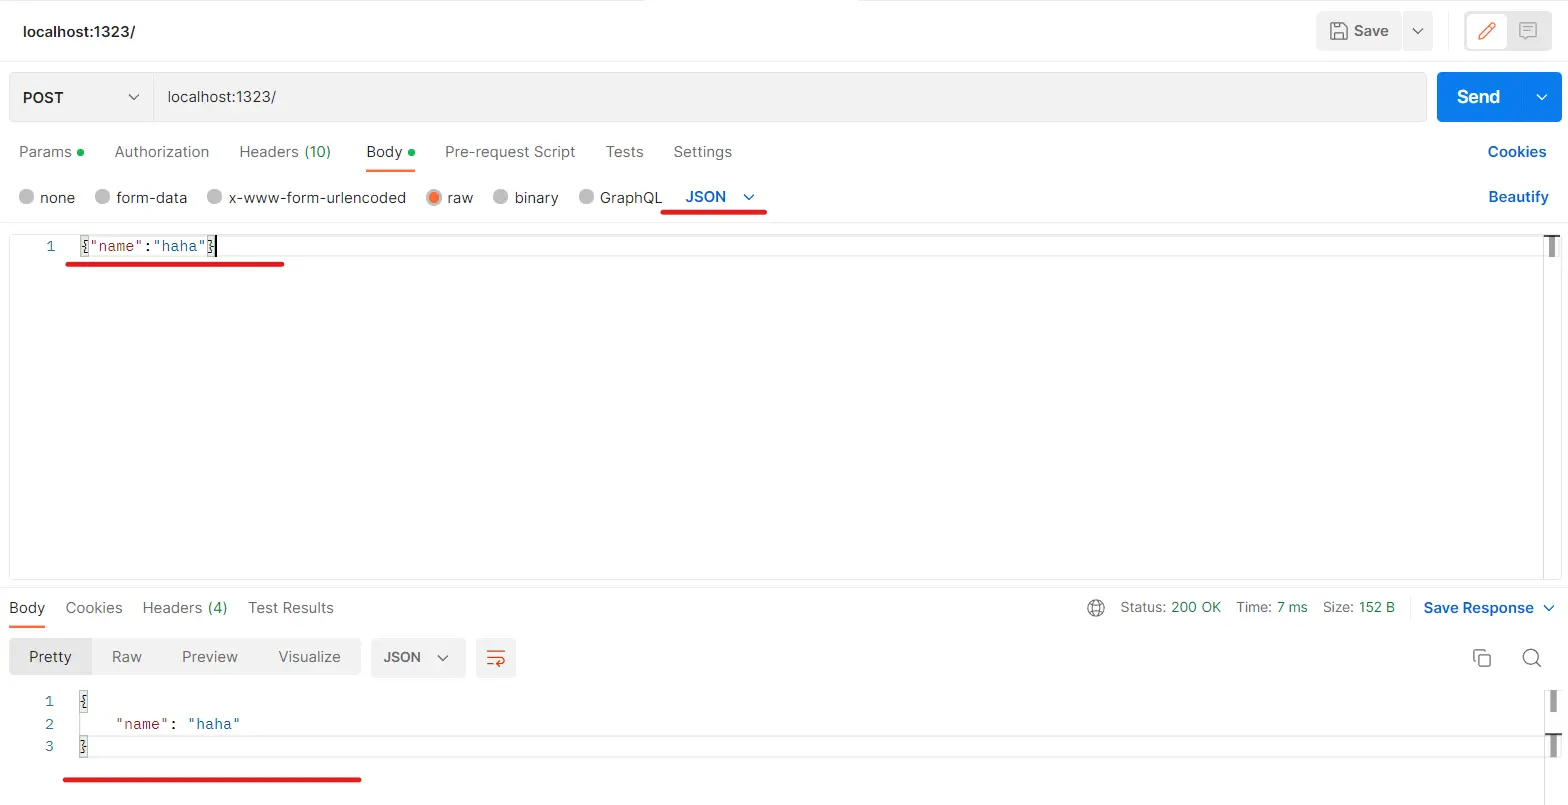 localhost:1323/
Save
POST
localhost:1323/
Send
Params
Authorization
Headers (10)
Body
Pre-request Script
Tests
Settings
Cookies
none
form-data
x-www-form-urlencoded
raw
binary
GraphQL
JSON
Beautify
1 {"name":"haha"}
Body
Cookies
Headers (4)
Test Results
Status: 200 OK
Time: 7 ms
Size: 152 B
Save Response
Pretty
Raw
Preview
Visualize
JSON
1 {
2 "name": "haha"
3 }